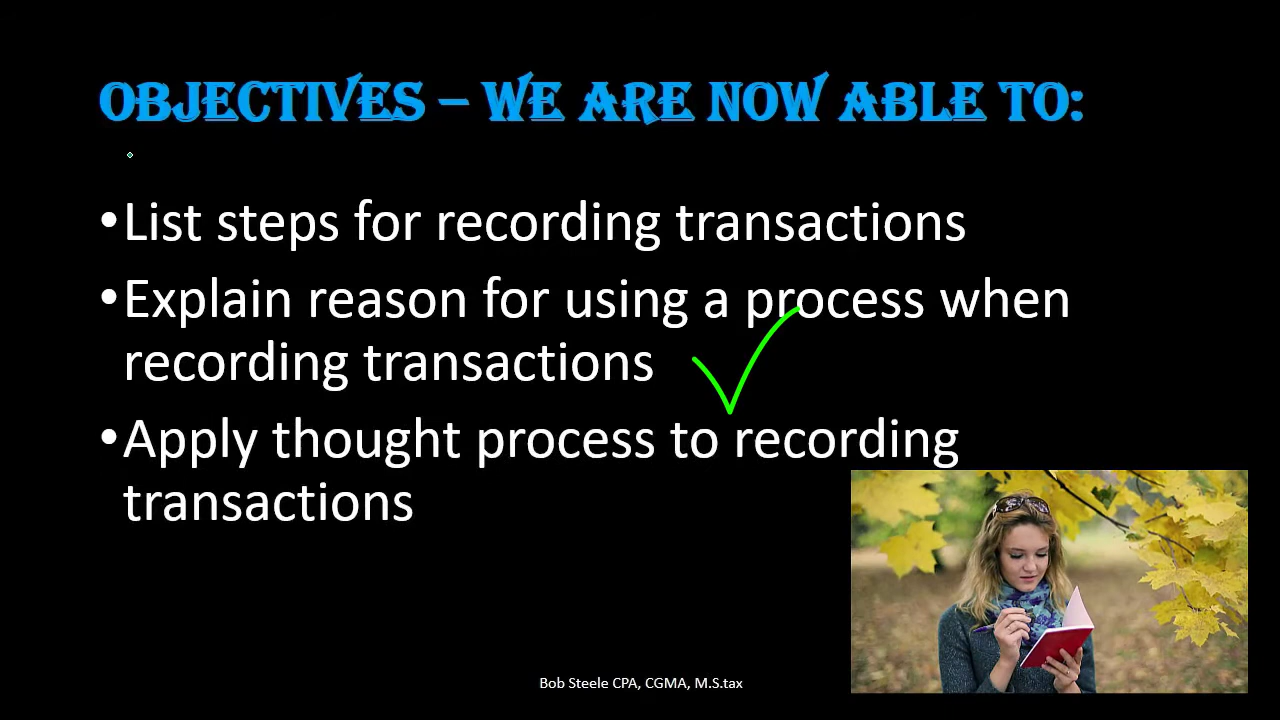 OBJECTIVES – WE ARE NOW ABLE TO:
•List steps for recording transactions
•Explain reason for using a process when
recording transactions
•Apply thought process to recording
transactions
Bob Steele CPA, CGMA, M.S.tax